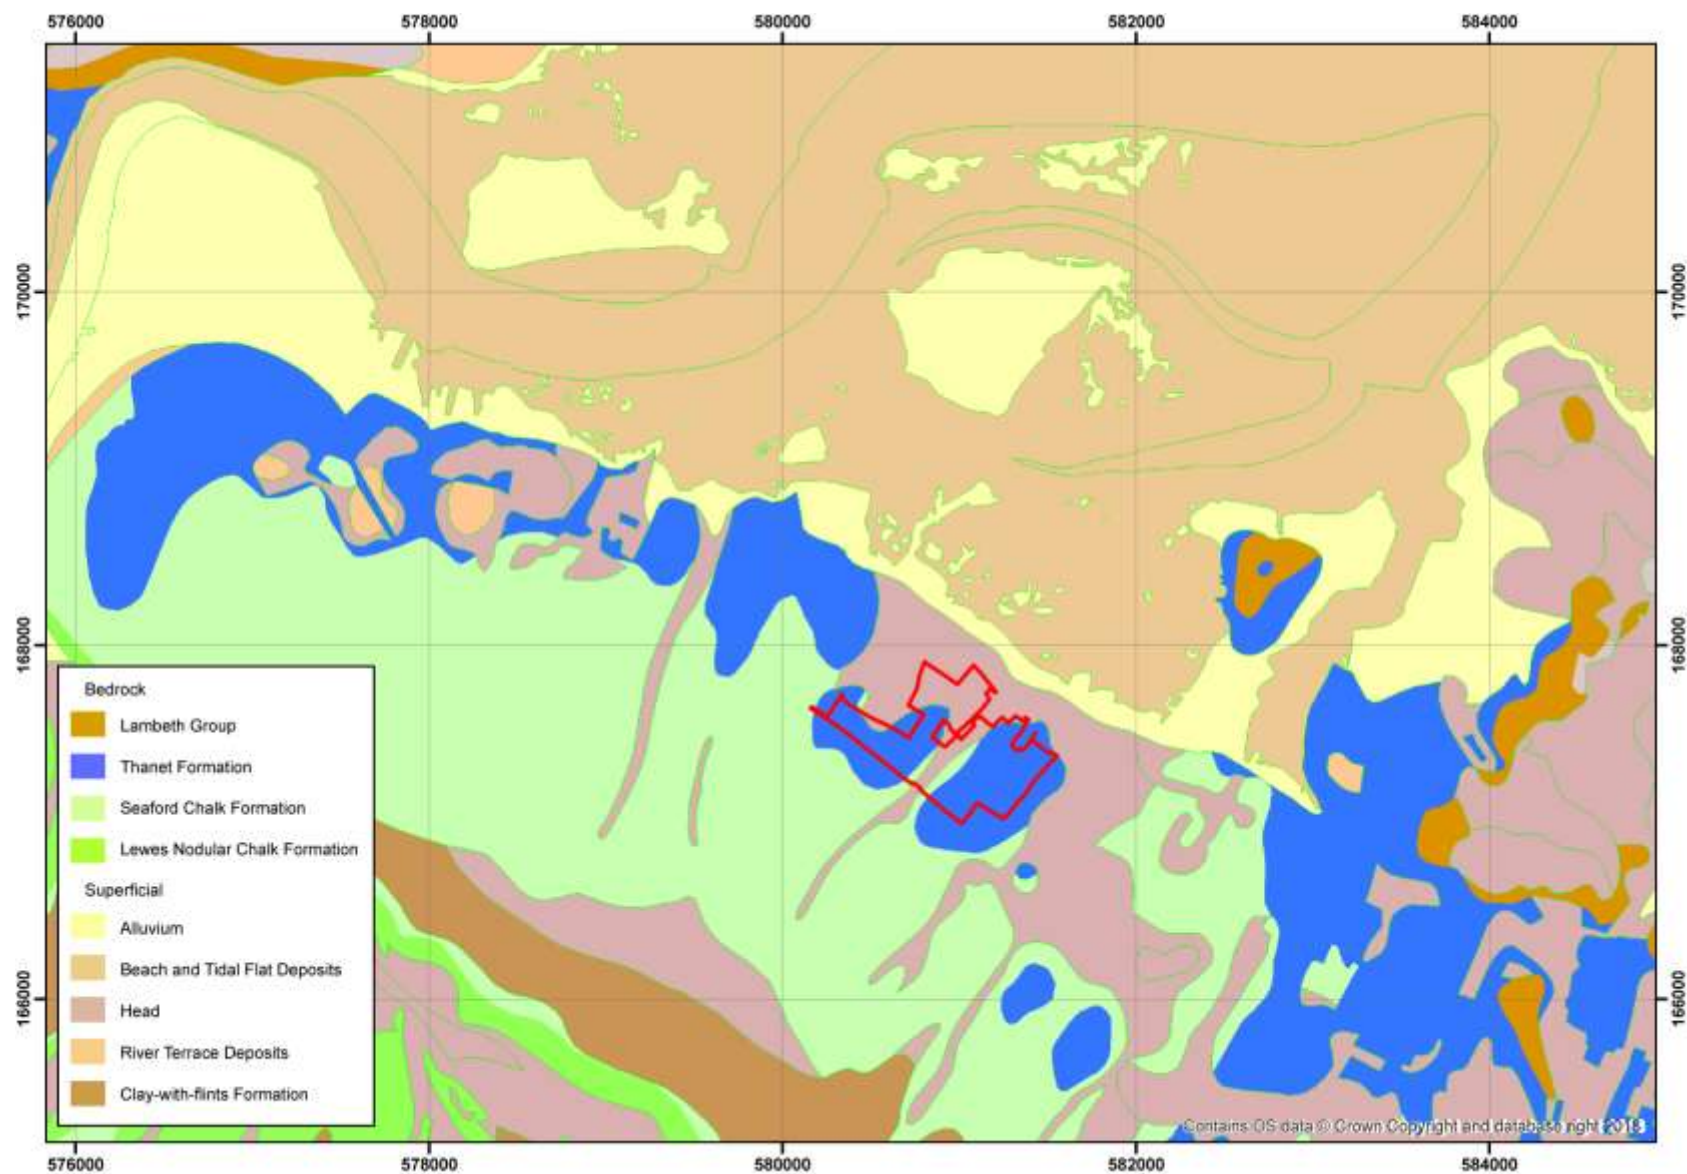 576000 578000 580000 582000 584000
170000 170000
168000 168000
166000 166000
Bedrock
Lambeth Group
Thanet Formation
Seaford Chalk Formation
Lewes Nodular Chalk Formation
Superficial
Alluvium
Beach and Tidal Flat Deposits
Head
River Terrace Deposits
Clay-with-flints Formation
Contains OS data © Crown Copyright and database right 2018
576000 578000 580000 582000 584000